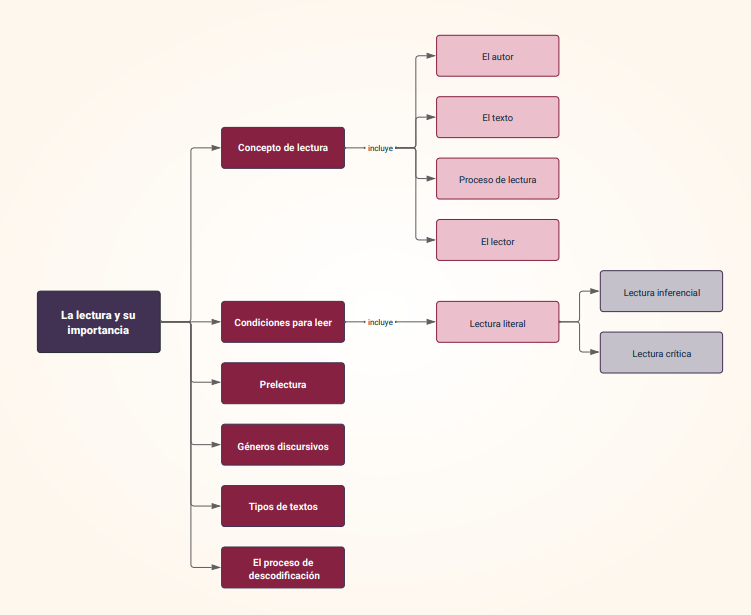 La lectura y su
importancia
Concepto de lectura
incluye
El autor
El texto
Proceso de lectura
El lector
Condiciones para leer
incluye
Lectura literal
Lectura inferencial
Lectura crítica
Prelectura
Géneros discursivos
Tipos de textos
El proceso de
descodificación